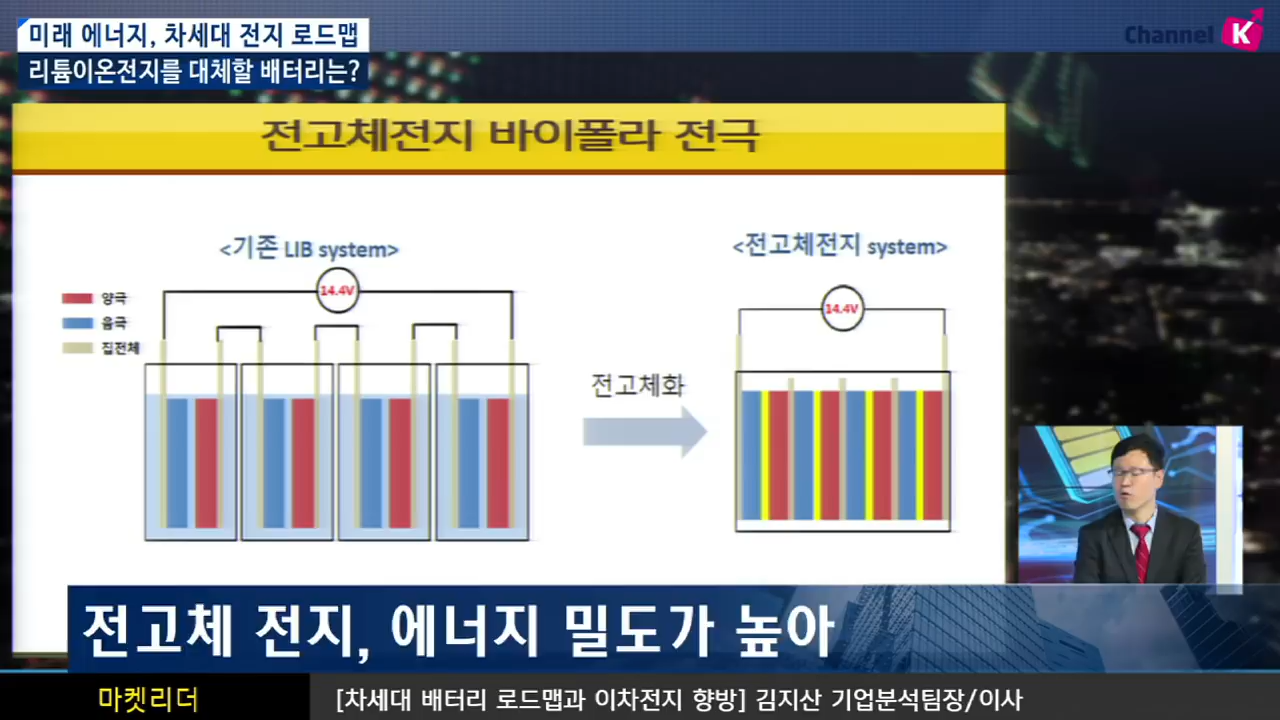 미래 에너지, 차세대 전지 로드맵
리튬이온전지를 대체할 배터리는?
Channel K
전고체전지 바이폴라 전극
<기존 LIB system>
<전고체전지 system>
14.4V
14.4V
양극
음극
집전체
전고체화
전고체 전지, 에너지 밀도가 높아
마켓리더
[차세대 배터리 로드맵과 이차전지 향방] 김지산 기업분석팀장/이사